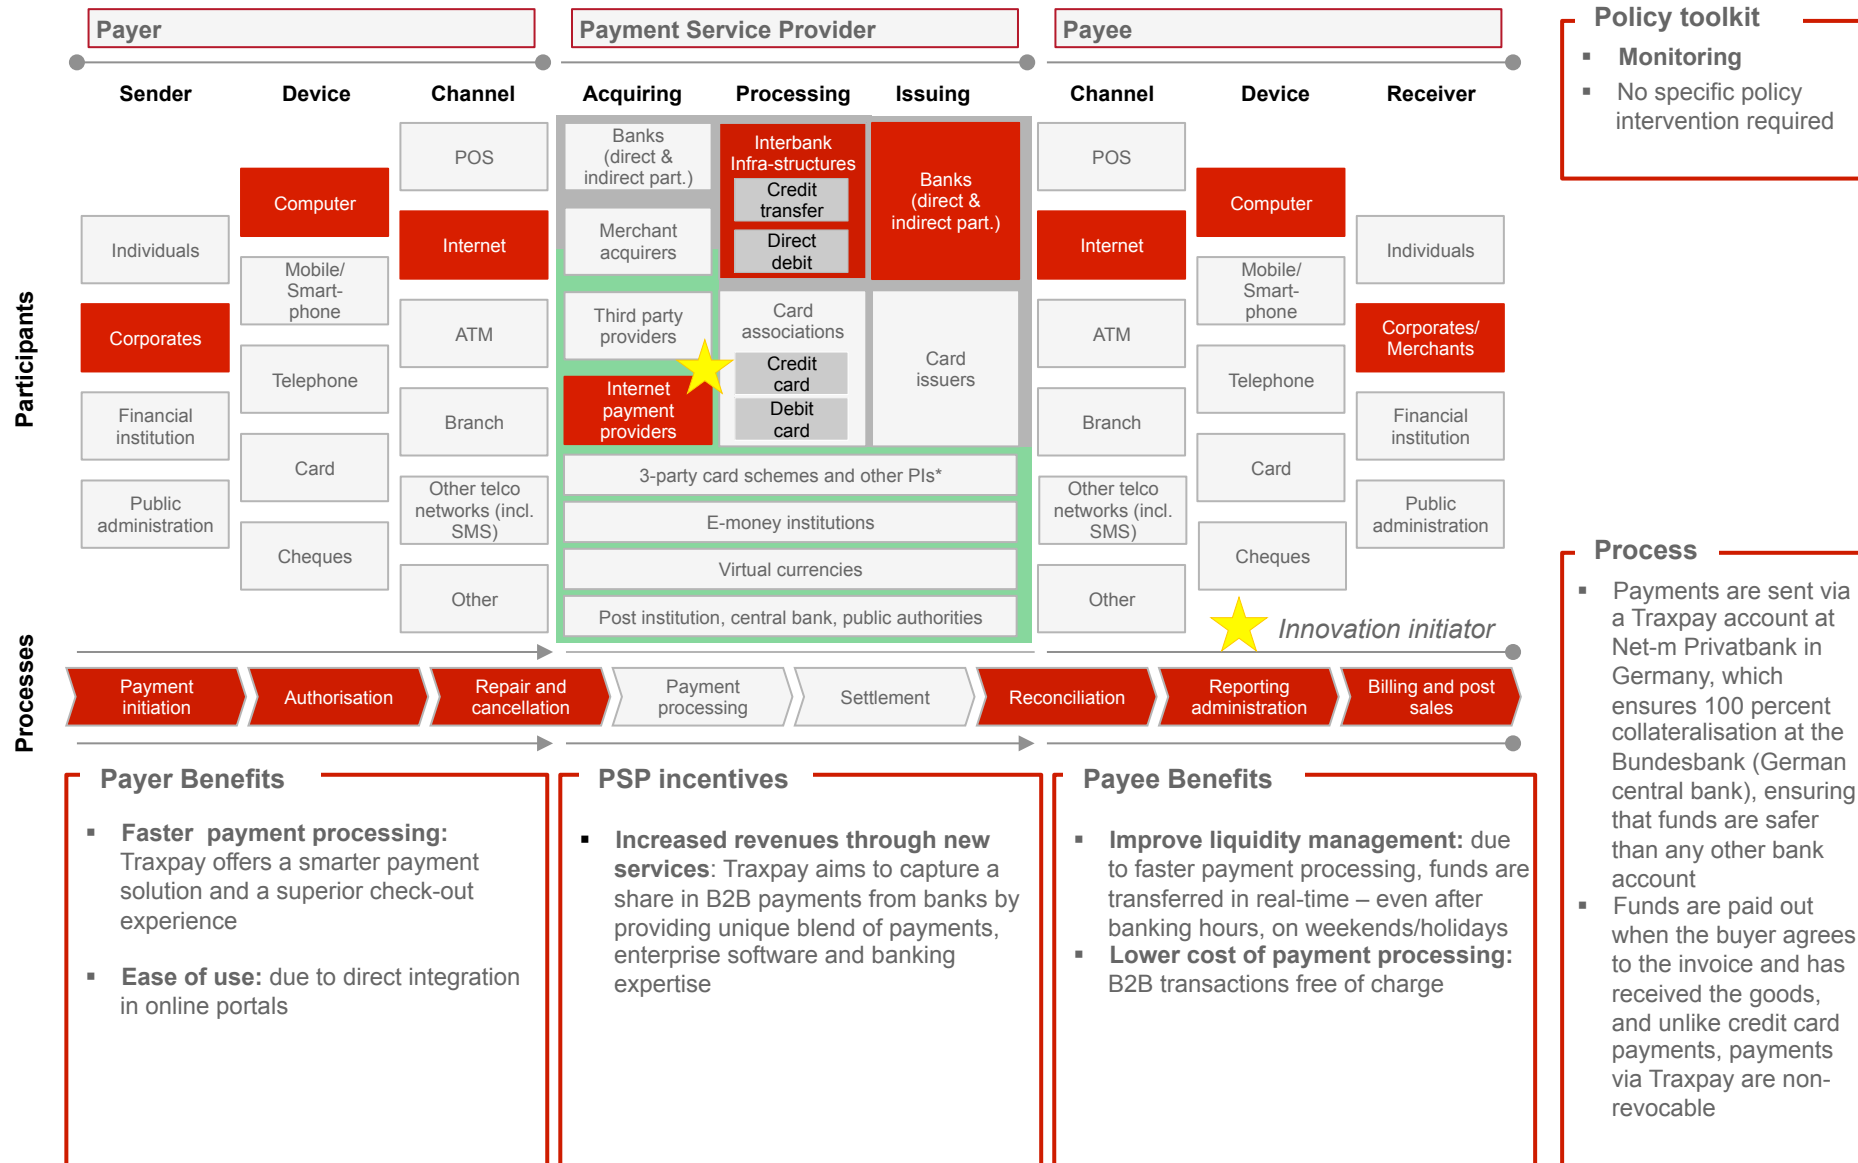 Payer
Payment Service Provider
Payee
Sender
Device
Channel
Acquiring
Processing
Issuing
Channel
Device
Receiver
Participants
Individuals
Corporates
Financial
institution
Public
administration
Computer
Mobile/
Smart-
phone
Telephone
Card
Cheques
POS
Internet
ATM
Branch
Other telco
networks (incl.
SMS)
Other
Banks
(direct &
indirect part.)
Merchant
acquirers
Third party
providers
Internet
payment
providers
Interbank
Infra-structures
Credit
transfer
Direct
debit
Card
associations
Credit
card
Debit
card
Banks
(direct &
indirect part.)
Card
issuers
3-party card schemes and other PIs*
E-money institutions
Virtual currencies
Post institution, central bank, public authorities
POS
Internet
ATM
Branch
Other telco
networks (incl.
SMS)
Other
Computer
Mobile/
Smart-
phone
Telephone
Card
Cheques
Individuals
Corporates/
Merchants
Financial
institution
Public
administration
Innovation initiator
Processes
Payment
initiation
Authorisation
Repair and
cancellation
Payment
processing
Settlement
Reconciliation
Reporting
administration
Billing and post
sales
Payer Benefits
▪ Faster payment processing:
Traxpay offers a smarter payment
solution and a superior check-out
experience
▪ Ease of use: due to direct integration
in online portals
PSP incentives
▪ Increased revenues through new
services: Traxpay aims to capture a
share in B2B payments from banks by
providing unique blend of payments,
enterprise software and banking
expertise
Payee Benefits
▪ Improve liquidity management: due
to faster payment processing, funds are
transferred in real-time – even after
banking hours, on weekends/holidays
▪ Lower cost of payment processing:
B2B transactions free of charge
Policy toolkit
▪ Monitoring
▪ No specific policy
intervention required
Process
▪ Payments are sent via
a Traxpay account at
Net-m Privatbank in
Germany, which
ensures 100 percent
collateralisation at the
Bundesbank (German
central bank), ensuring
that funds are safer
than any other bank
account
▪ Funds are paid out
when the buyer agrees
to the invoice and has
received the goods,
and unlike credit card
payments, payments
via Traxpay are non-
revocable